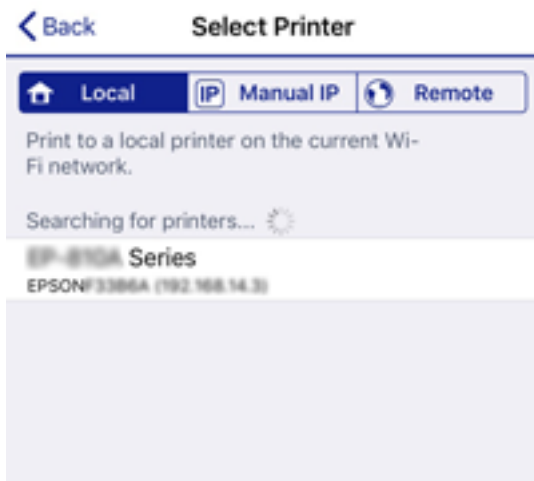 Back
Select Printer
Local
IP Manual IP
Remote
Print to a local printer on the current Wi-
Fi network.
Searching for printers...
Series
EPSON